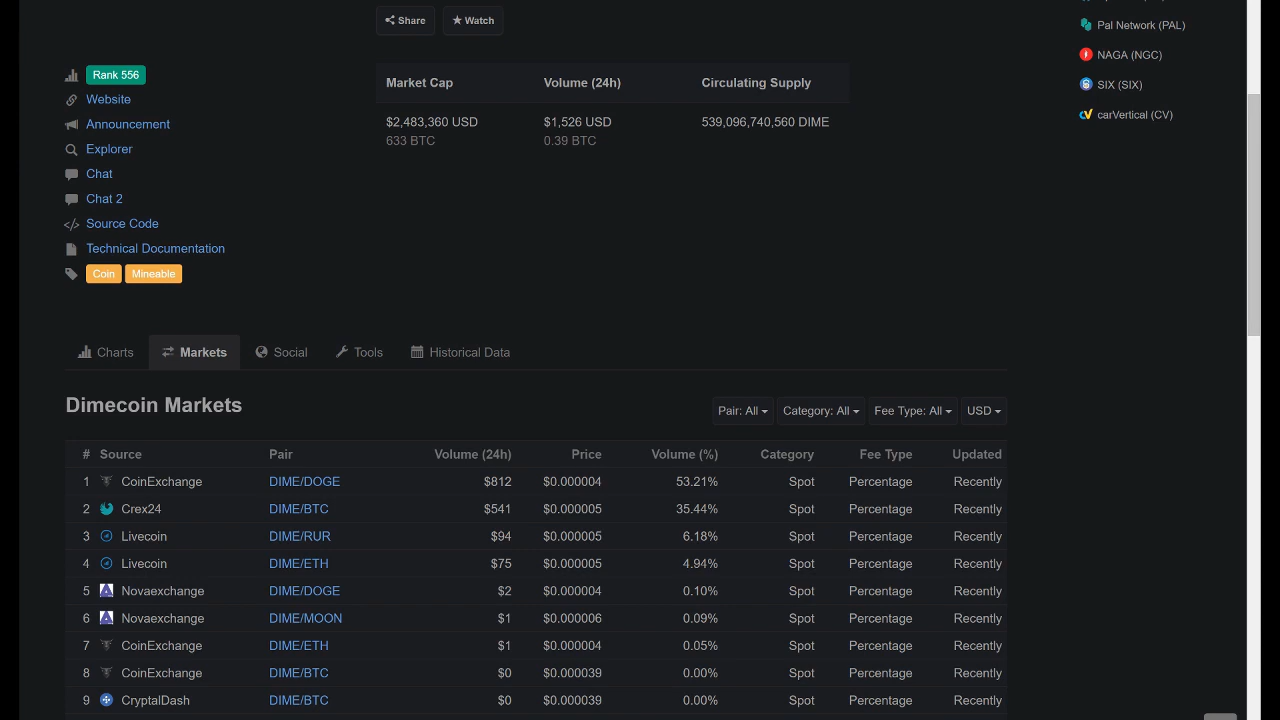 Share Watch
Pal Network (PAL)
NAGA (NGC)
SIX (SIX)
carVertical (CV)
Rank 556
Website
Announcement
Explorer
Chat
Chat 2
Source Code
Technical Documentation
Coin Mineable
Market Cap Volume (24h) Circulating Supply
$2,483,360 USD $1,526 USD 539,096,740,560 DIME
633 BTC 0.39 BTC
Charts Markets Social Tools Historical Data
Dimecoin Markets
Pair: All Category: All Fee Type: All USD
# Source Pair Volume (24h) Price Volume (%) Category Fee Type Updated
1 CoinExchange DIME/DOGE $812 $0.000004 53.21% Spot Percentage Recently
2 Crex24 DIME/BTC $541 $0.000005 35.44% Spot Percentage Recently
3 Livecoin DIME/RUR $94 $0.000005 6.18% Spot Percentage Recently
4 Livecoin DIME/ETH $75 $0.000005 4.94% Spot Percentage Recently
5 Novaexchange DIME/DOGE $2 $0.000004 0.10% Spot Percentage Recently
6 Novaexchange DIME/MOON $1 $0.000006 0.09% Spot Percentage Recently
7 CoinExchange DIME/ETH $1 $0.000004 0.05% Spot Percentage Recently
8 CoinExchange DIME/BTC $0 $0.000039 0.00% Spot Percentage Recently
9 CryptalDash DIME/BTC $0 $0.000039 0.00% Spot Percentage Recently